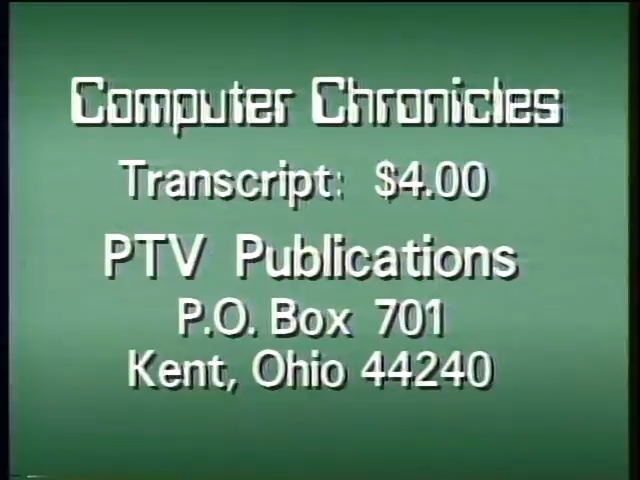 Computer Chronicles
Transcript: $4.00
PTV Publications
P.O. Box 701
Kent, Ohio 44240